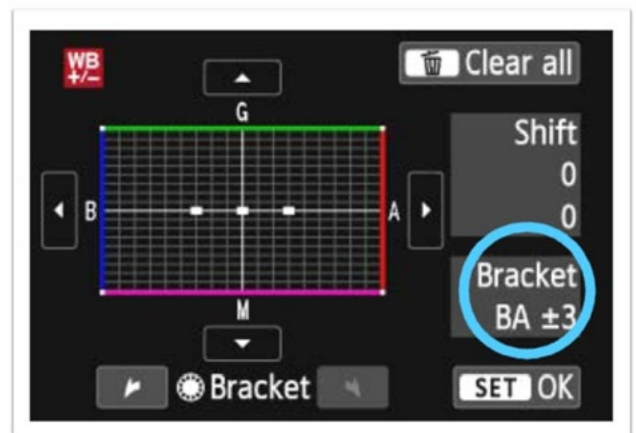 WB
+/-
Clear all
G
Shift
0
0
B
A
Bracket
BA ±3
M
Bracket
SET OK